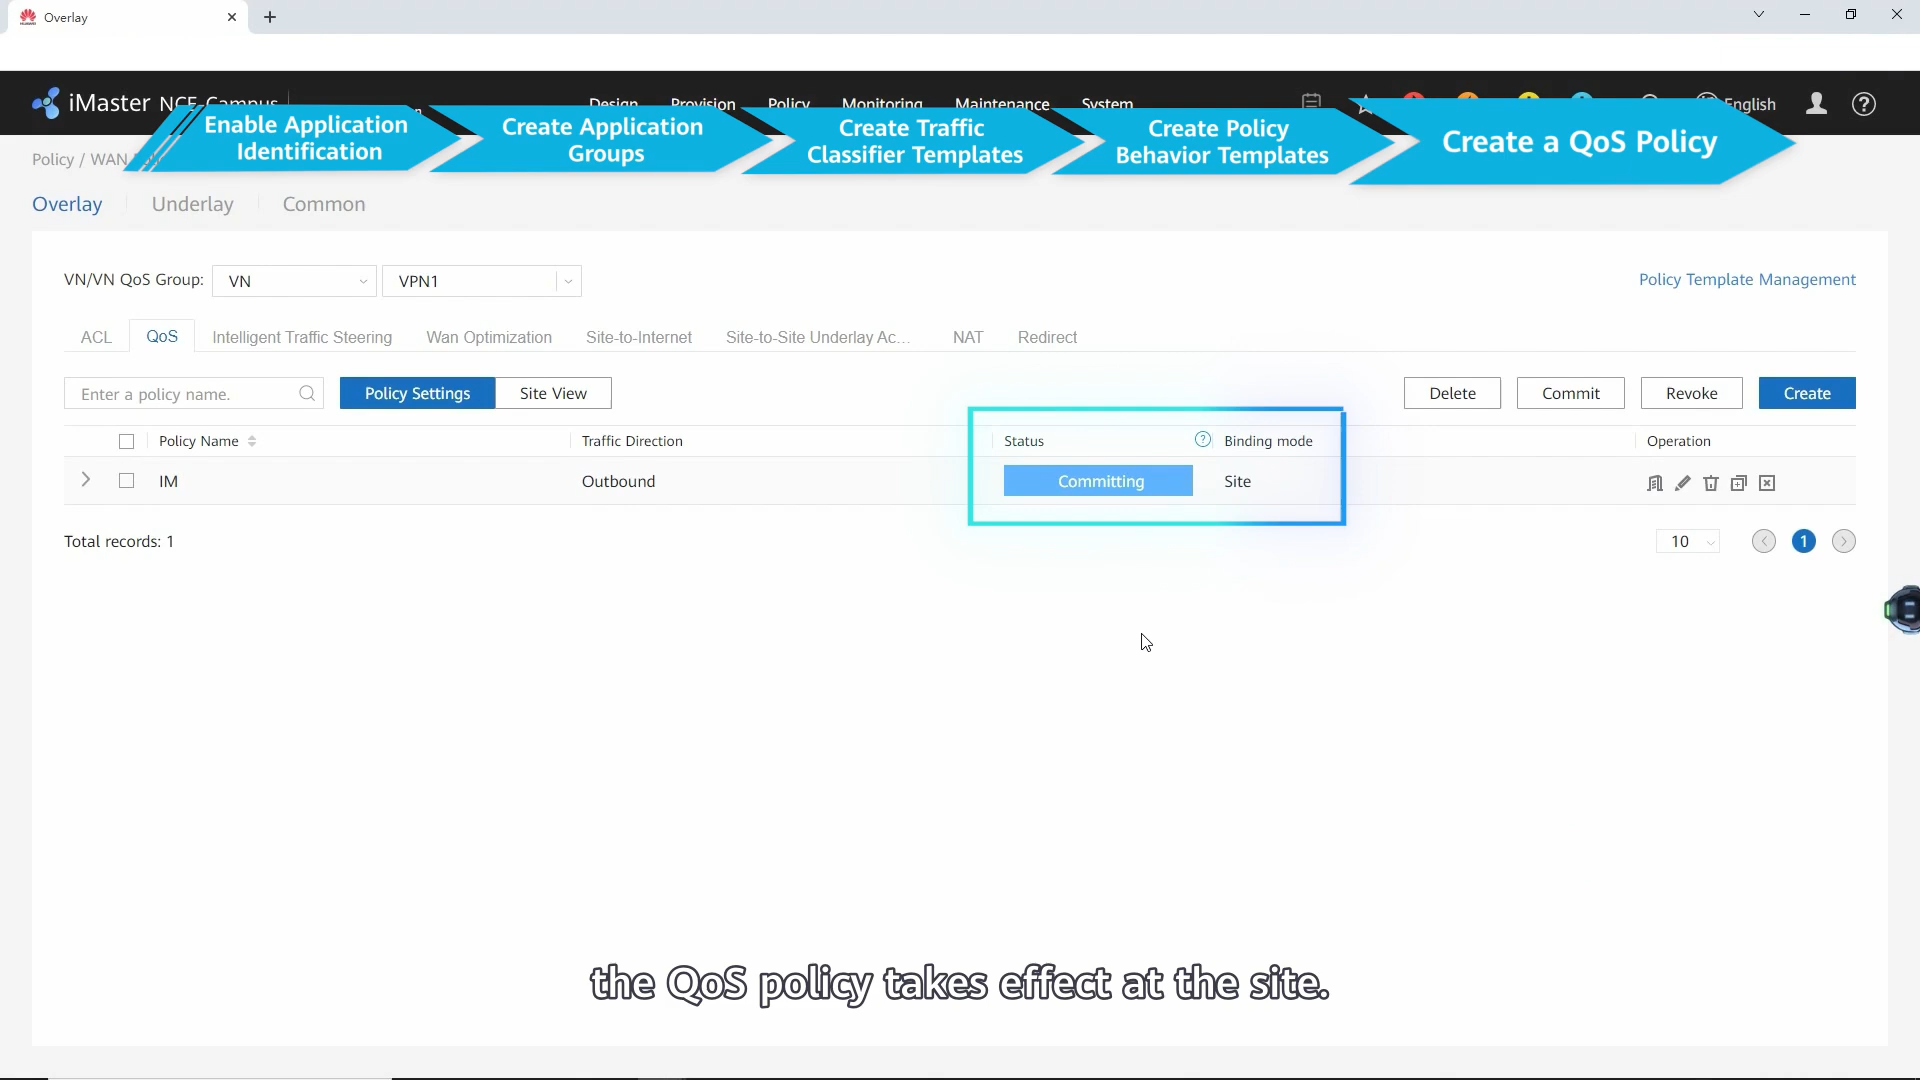 Overlay
iMaster NCE-Campus
Design Provision Policy Monitoring Maintenance System English
Enable Application
Identification
Create Application
Groups
Create Traffic
Classifier Templates
Create Policy
Behavior Templates
Create a QoS Policy
Policy / WAN
Overlay Underlay Common
VN/VN QoS Group: VN VPN1 Policy Template Management
ACL QoS Intelligent Traffic Steering Wan Optimization Site-to-Internet Site-to-Site Underlay Ac... NAT Redirect
Enter a policy name. Policy Settings Site View Delete Commit Revoke Create
Policy Name Traffic Direction Status Binding mode Operation
IM Outbound Committing Site
Total records: 1 10 1
the QoS policy takes effect at the site.